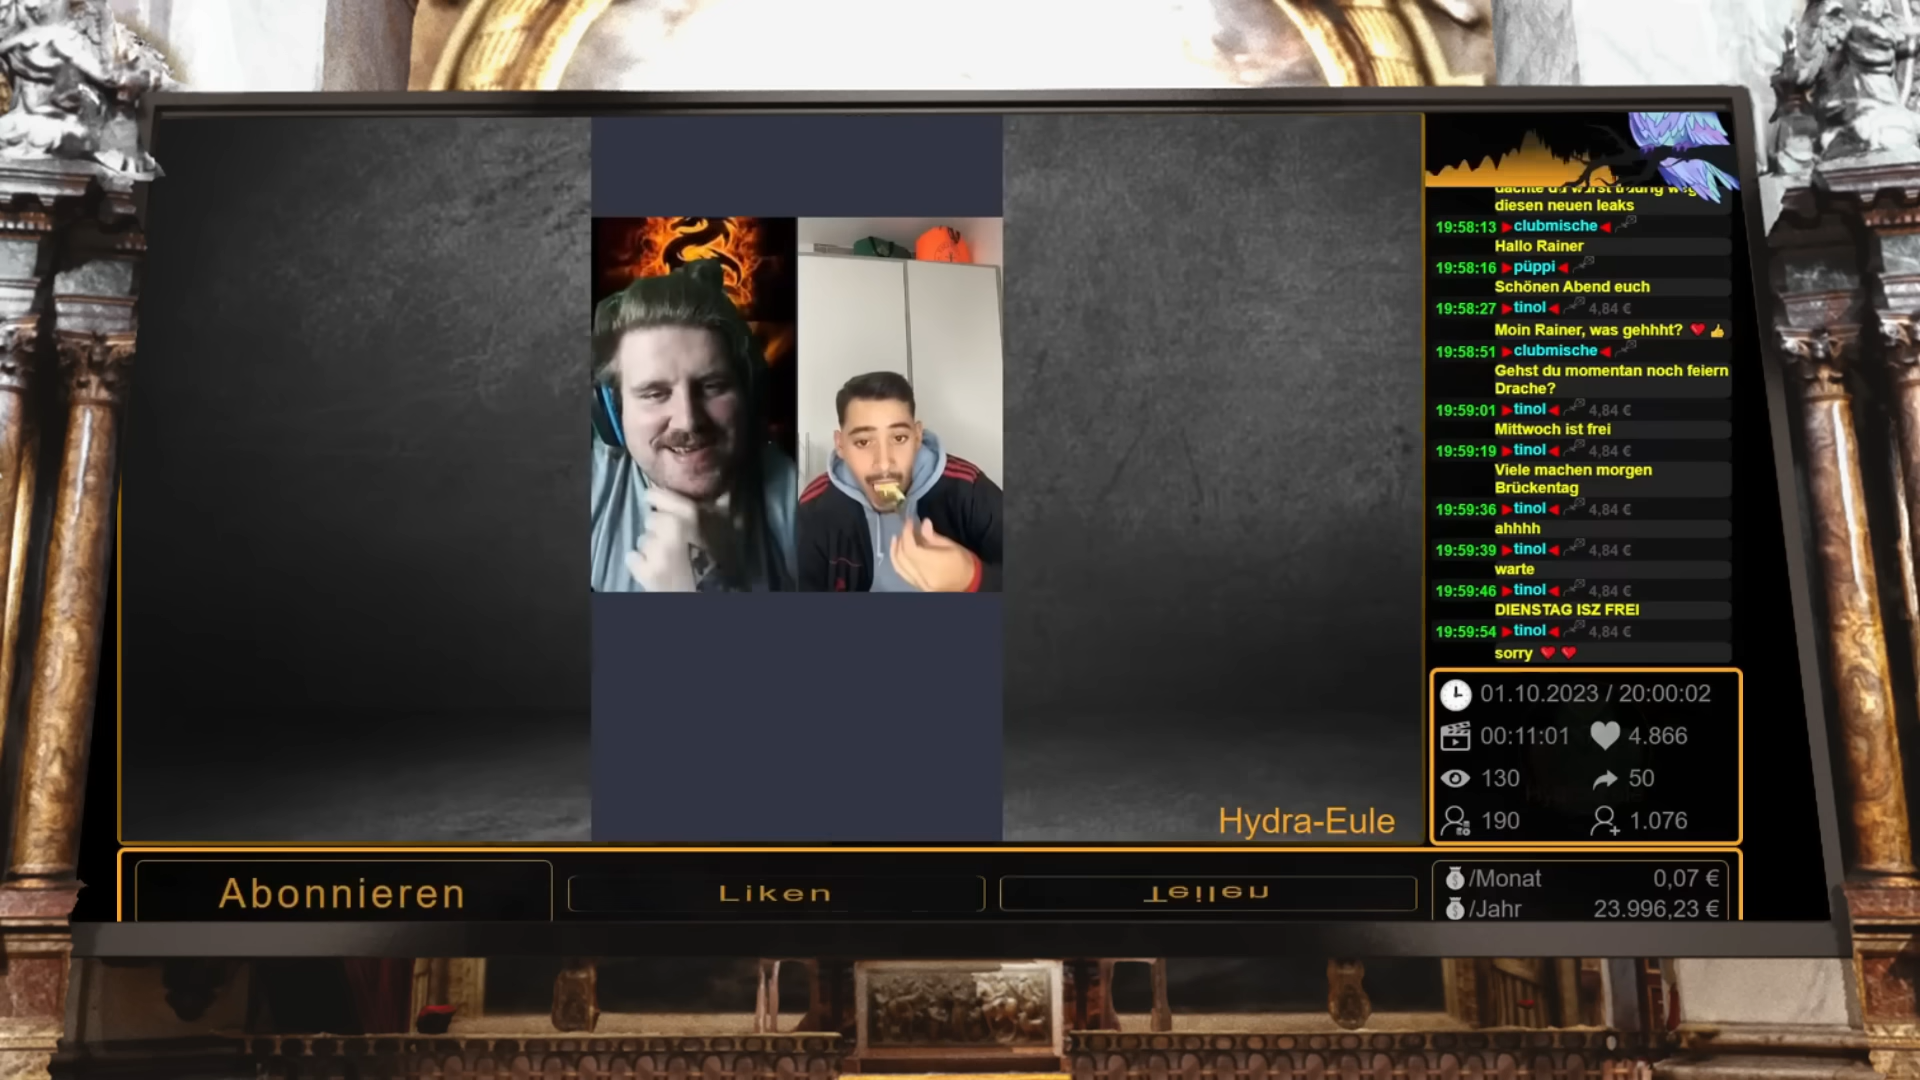 diesen neuen leaks
19:58:13 clubmische
Hallo Rainer
19:58:16 püppi
Schönen Abend euch
19:58:27 tinol 4,84 €
Moin Rainer, was gehhht?
19:58:51 clubmische
Gehst du momentan noch feiern
Drache?
19:59:01 tinol 4,84 €
Mittwoch ist frei
19:59:19 tinol 4,84 €
Viele machen morgen
Brückentag
19:59:36 tinol 4,84 €
ahhhh
19:59:39 tinol 4,84 €
warte
19:59:46 tinol 4,84 €
DIENSTAG ISZ FREI
19:59:54 tinol 4,84 €
sorry
01.10.2023 / 20:00:02
00:11:01 4.866
130 50
190 1.076
Hydra-Eule
Abonnieren
Liken
Teilen
/Monat 0,07 €
/Jahr 23.996,23 €